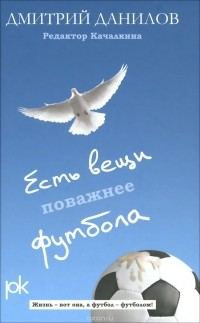 ДМИТРИЙ ДАНИЛОВ
Редактор Качалкина
Есть вещи
поважнее
футбола
рк
Жизнь – вот она, а футбол – футболом!